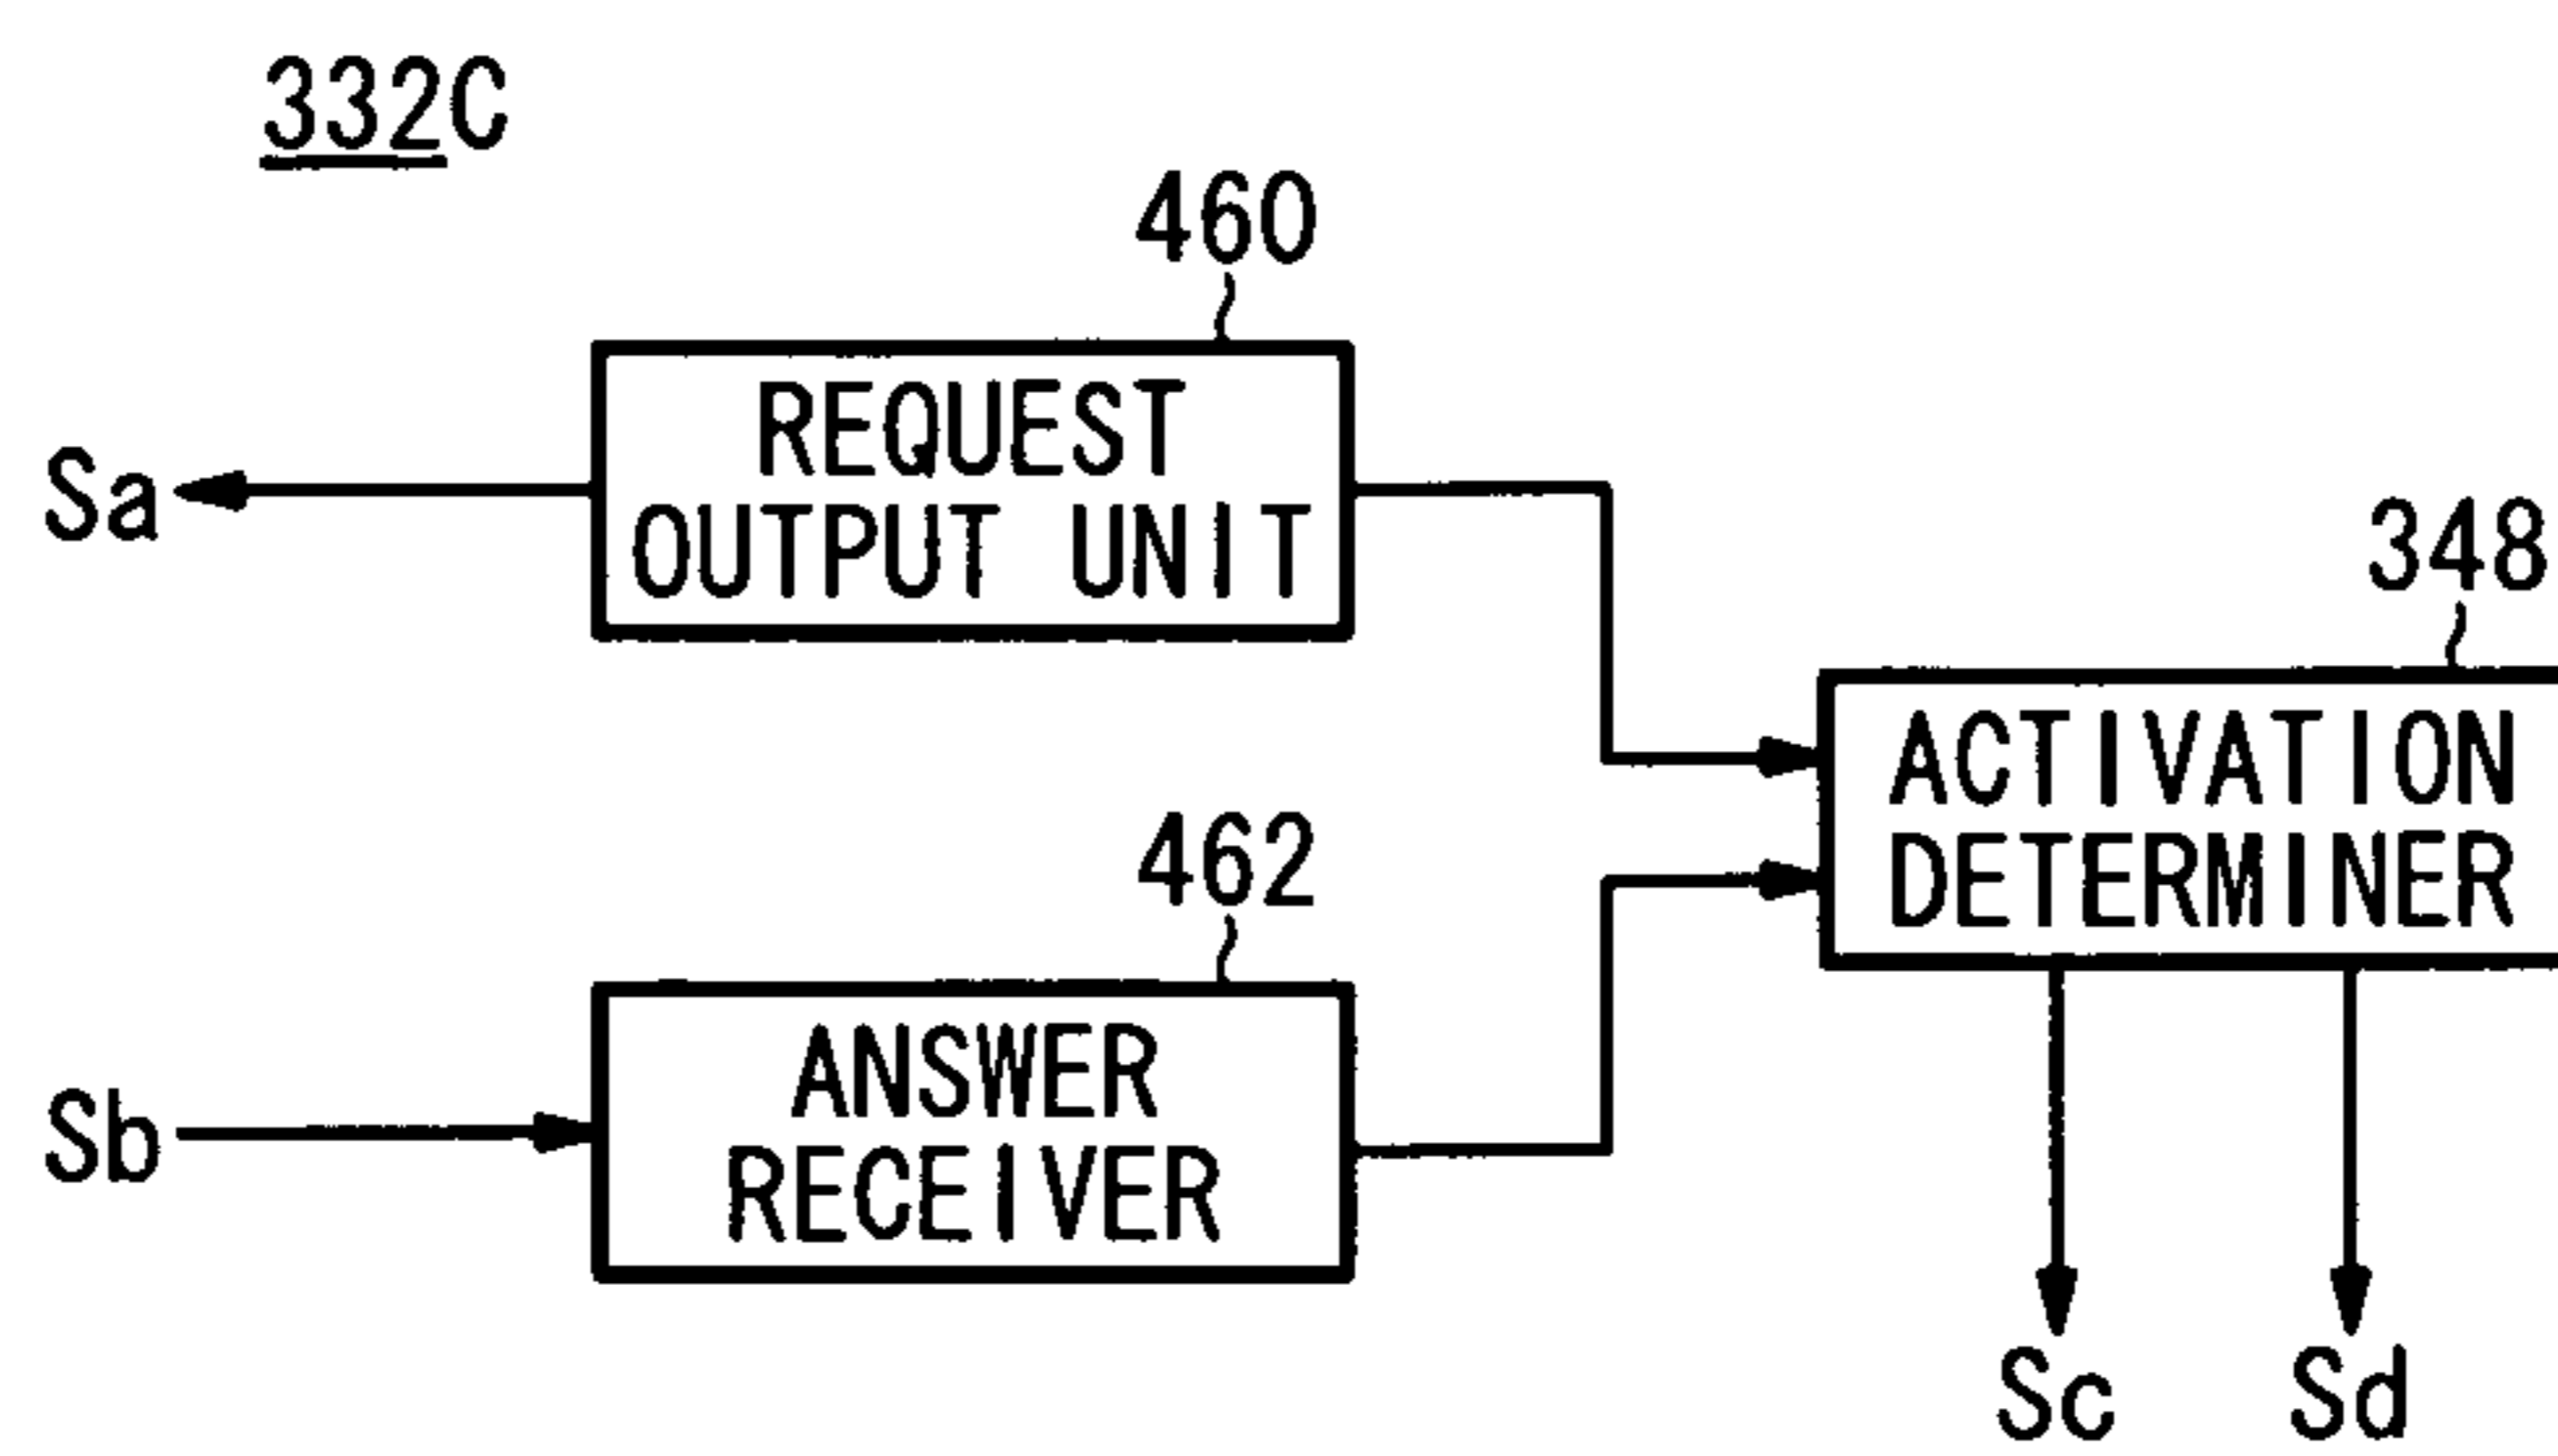 332C
460
REQUEST
OUTPUT UNIT
Sa
348
ACTIVATION
DETERMINER
462
ANSWER
RECEIVER
Sb
Sc
Sd